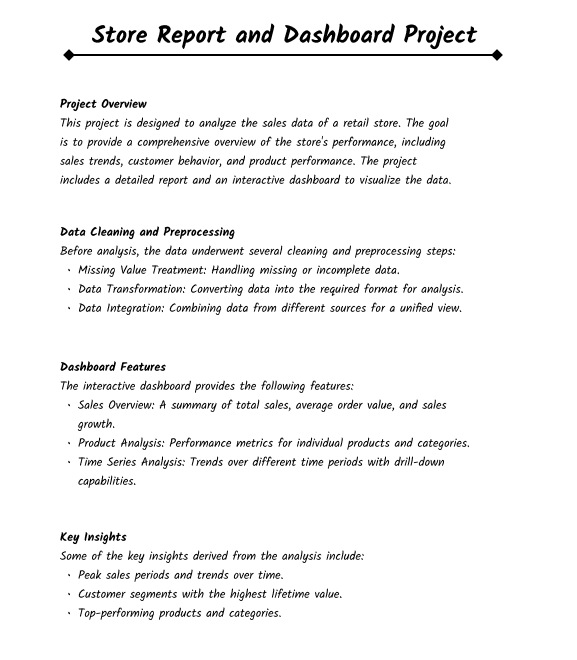 Store Report and Dashboard Project
Project Overview
This project is designed to analyze the sales data of a retail store. The goal
is to provide a comprehensive overview of the store's performance, including
sales trends, customer behavior, and product performance. The project
includes a detailed report and an interactive dashboard to visualize the data.
Data Cleaning and Preprocessing
Before analysis, the data underwent several cleaning and preprocessing steps:
• Missing Value Treatment: Handling missing or incomplete data.
• Data Transformation: Converting data into the required format for analysis.
• Data Integration: Combining data from different sources for a unified view.
Dashboard Features
The interactive dashboard provides the following features:
• Sales Overview: A summary of total sales, average order value, and sales
growth.
• Product Analysis: Performance metrics for individual products and categories.
• Time Series Analysis: Trends over different time periods with drill-down
capabilities.
Key Insights
Some of the key insights derived from the analysis include:
• Peak sales periods and trends over time.
• Customer segments with the highest lifetime value.
• Top-performing products and categories.